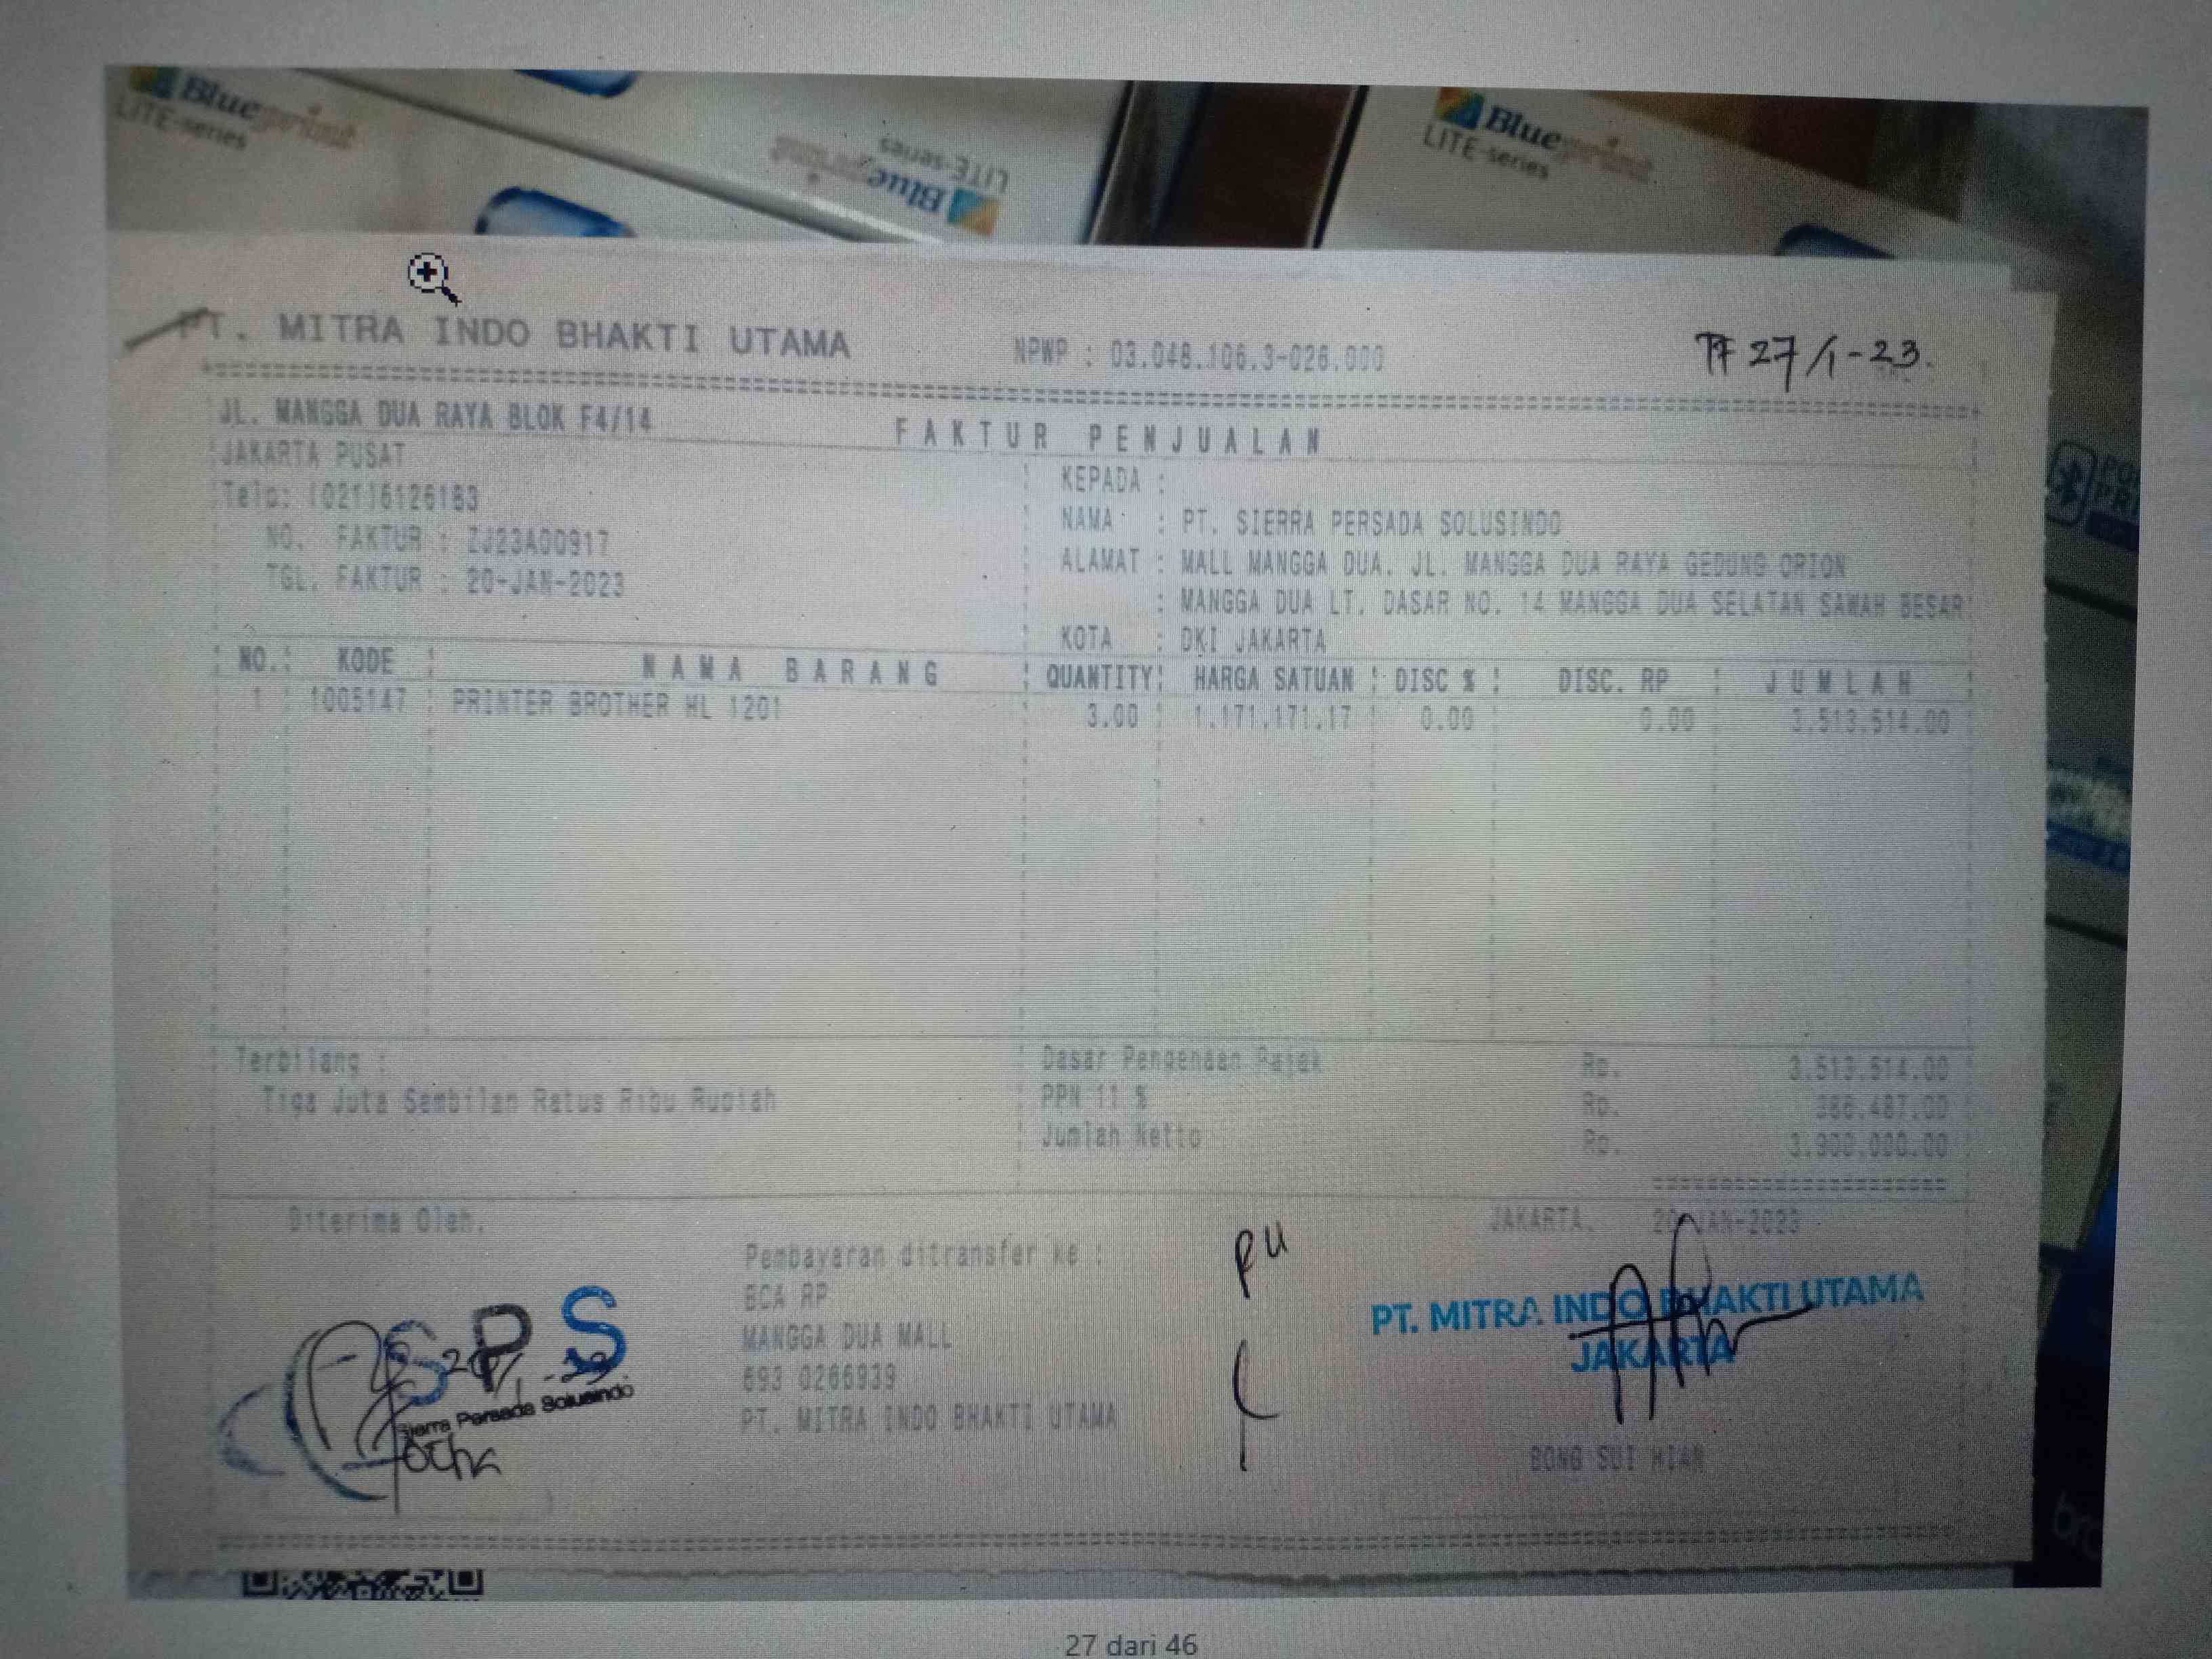 Blueprint
LITE-series
Blueprint
LITE-series
Blueprint
LITE-series
PT. MITRA INDO BHAKTI UTAMA
NPWP : 03.048.106.3-026.000
TF 27/1-23.
JL. MANGGA DUA RAYA BLOK F4/14
FAKTUR PENJUALAN
JAKARTA PUSAT
Telp: (02116126183
NO. FAKTUR : ZJ23A00917
TGL. FAKTUR : 20-JAN-2023
KEPADA :
NAMA : PT. SIERRA PERSADA SOLUSINDO
ALAMAT : MALL MANGGA DUA. JL. MANGGA DUA RAYA GEDUNG ORION
: MANGGA DUA LT. DASAR NO. 14 MANGGA DUA SELATAN SAWAH BESAR
KOTA : DKI JAKARTA
NO. KODE NAMA BARANG QUANTITY HARGA SATUAN DISC % DISC. RP JUMLAH
1 1005147 PRINTER BROTHER HL 1201 3.00 1.171.171.17 0.00 0.00 3.513.514.00
Terbilang :
Tiga Juta Sembilan Ratus Ribu Rupiah
Dasar Pengenaan Pajak Rp. 3.513.514.00
PPN 11 % Rp. 386.487.00
Jumlah Netto Rp. 3.900.000.00
Diterima Oleh,
JAKARTA, 20-JAN-2023
Pembayaran ditransfer ke :
BCA RP
MANGGA DUA MALL
693 0266939
PT. MITRA INDO BHAKTI UTAMA
SPS
Sierra Persada Solusindo
PT. MITRA INDO BHAKTI UTAMA
JAKARTA
BONG SUI MIAN
27 dari 46